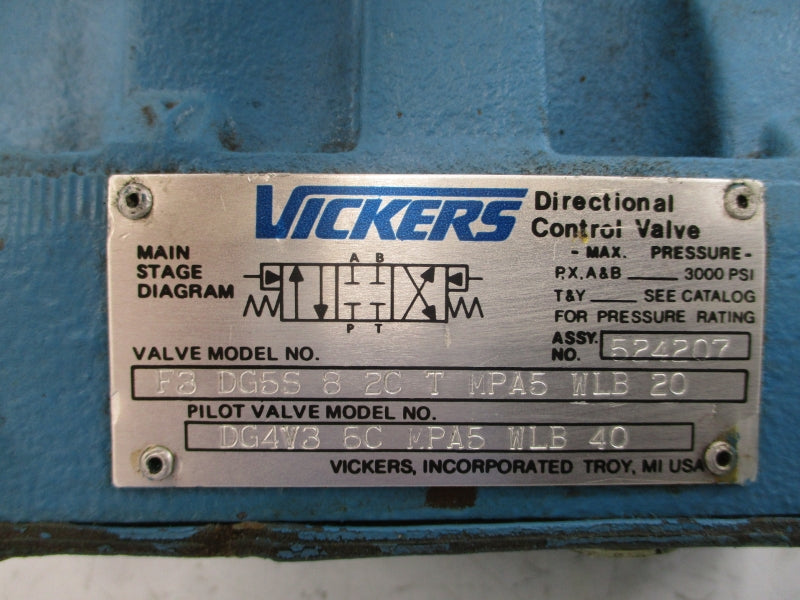 VICKERS Directional
Control Valve
- MAX. PRESSURE -
P,X,A&B ____ 3000 PSI
T&Y ____ SEE CATALOG
FOR PRESSURE RATING
MAIN
STAGE
DIAGRAM
A B
P T
ASSY.
NO. 524207
VALVE MODEL NO.
F3 DG5S 8 2C T MPA5 WLB 20
PILOT VALVE MODEL NO.
DG4V3 6C MPA5 WLB 40
VICKERS, INCORPORATED TROY, MI USA